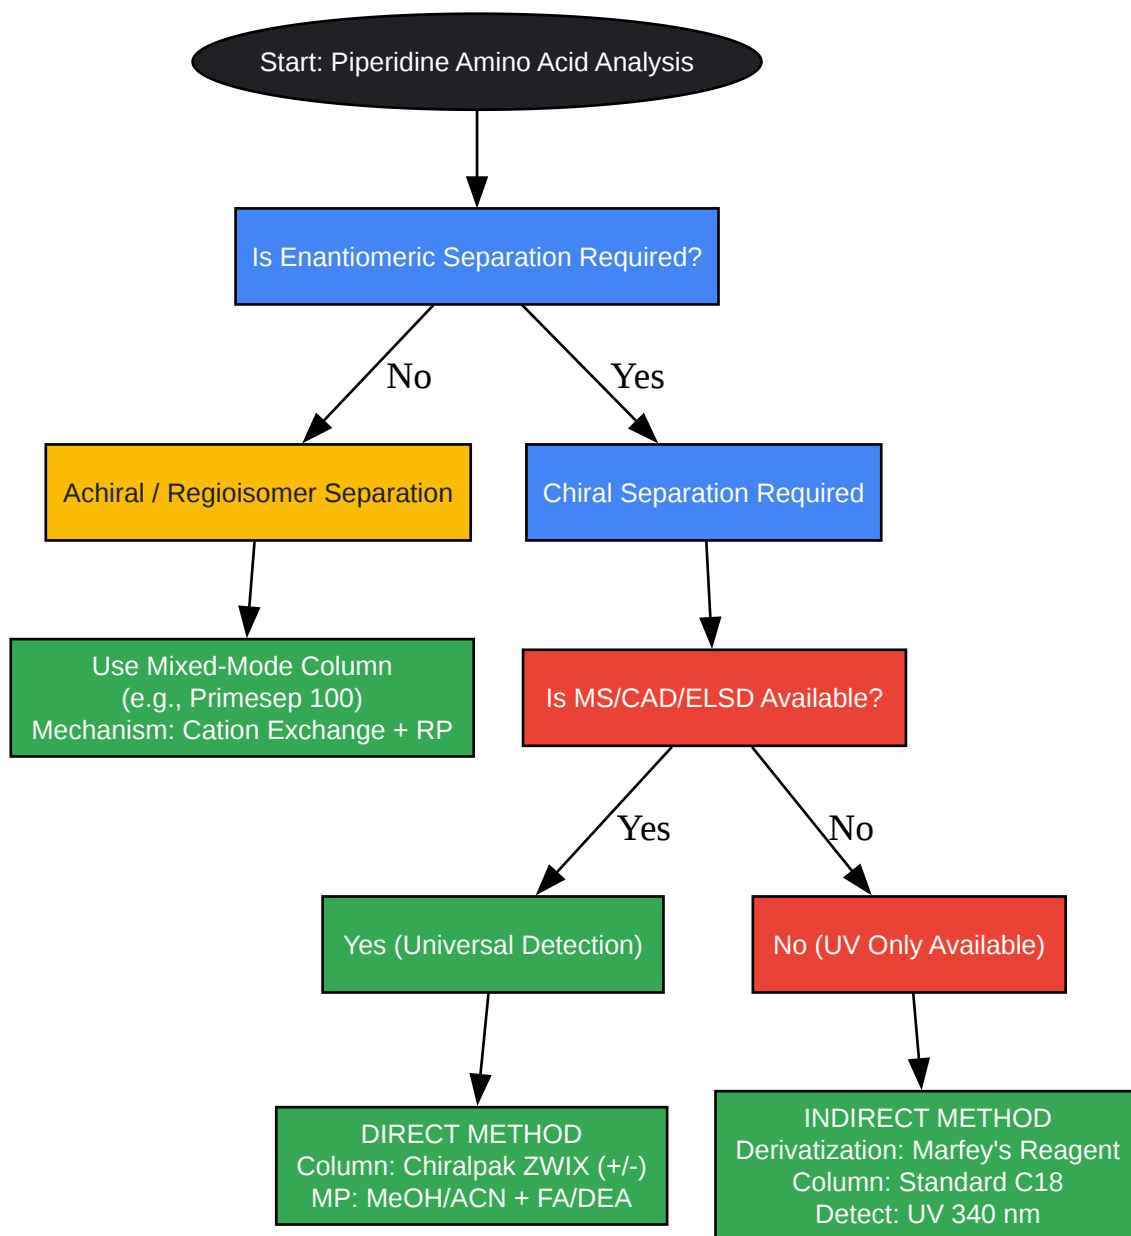 Start: Piperidine Amino Acid Analysis
Is Enantiomeric Separation Required?
No
Yes
Achiral / Regioisomer Separation
Chiral Separation Required
Use Mixed-Mode Column
(e.g., Primesep 100)
Mechanism: Cation Exchange + RP
Is MS/CAD/ELSD Available?
Yes
No
Yes (Universal Detection)
No (UV Only Available)
DIRECT METHOD
Column: Chiralpak ZWIX (+/-)
MP: MeOH/ACN + FA/DEA
INDIRECT METHOD
Derivatization: Marfey's Reagent
Column: Standard C18
Detect: UV 340 nm